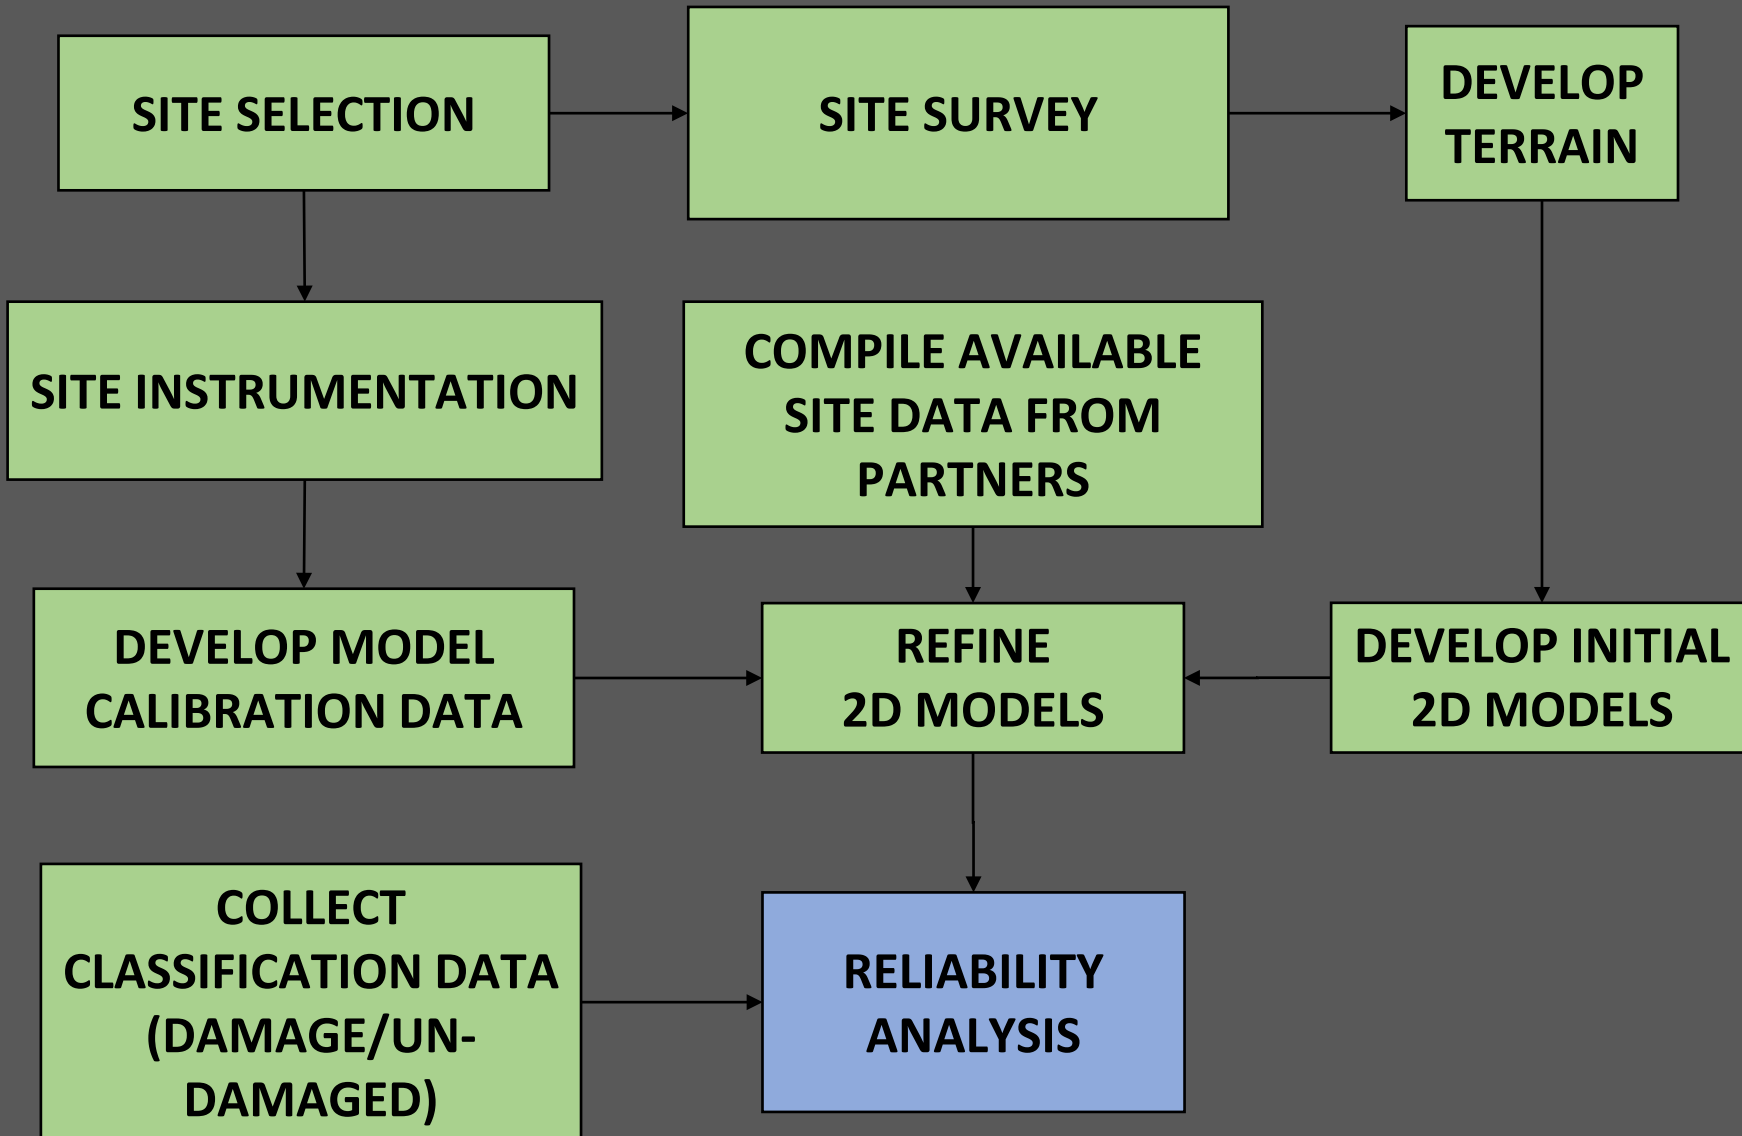 SITE SELECTION
SITE SURVEY
DEVELOP
TERRAIN
SITE INSTRUMENTATION
COMPILE AVAILABLE
SITE DATA FROM
PARTNERS
DEVELOP MODEL
CALIBRATION DATA
REFINE
2D MODELS
DEVELOP INITIAL
2D MODELS
COLLECT
CLASSIFICATION DATA
(DAMAGE/UN-
DAMAGED)
RELIABILITY
ANALYSIS